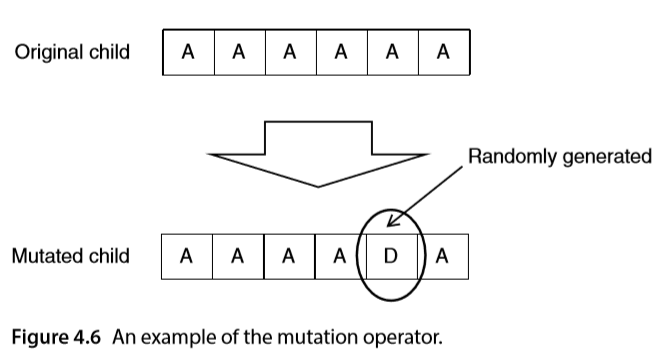 Original child A A A A A A
Randomly generated
Mutated child A A A A D A
Figure 4.6 An example of the mutation operator.